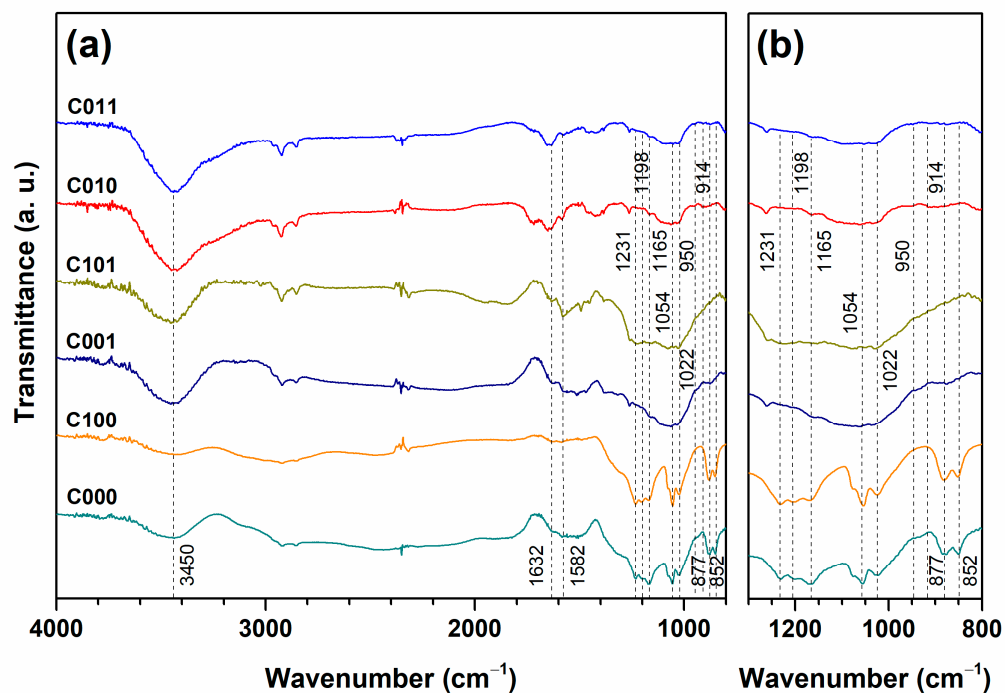 (a)
(b)
C011
C010
C101
C001
C100
C000
1198
914
1231
1165
950
1054
1022
3450
1632
1582
877
852
1198
914
1231
1165
950
1054
1022
877
852
Transmittance (a. u.)
4000
3000
2000
1000
1200
1000
800
Wavenumber (cm⁻¹)
Wavenumber (cm⁻¹)